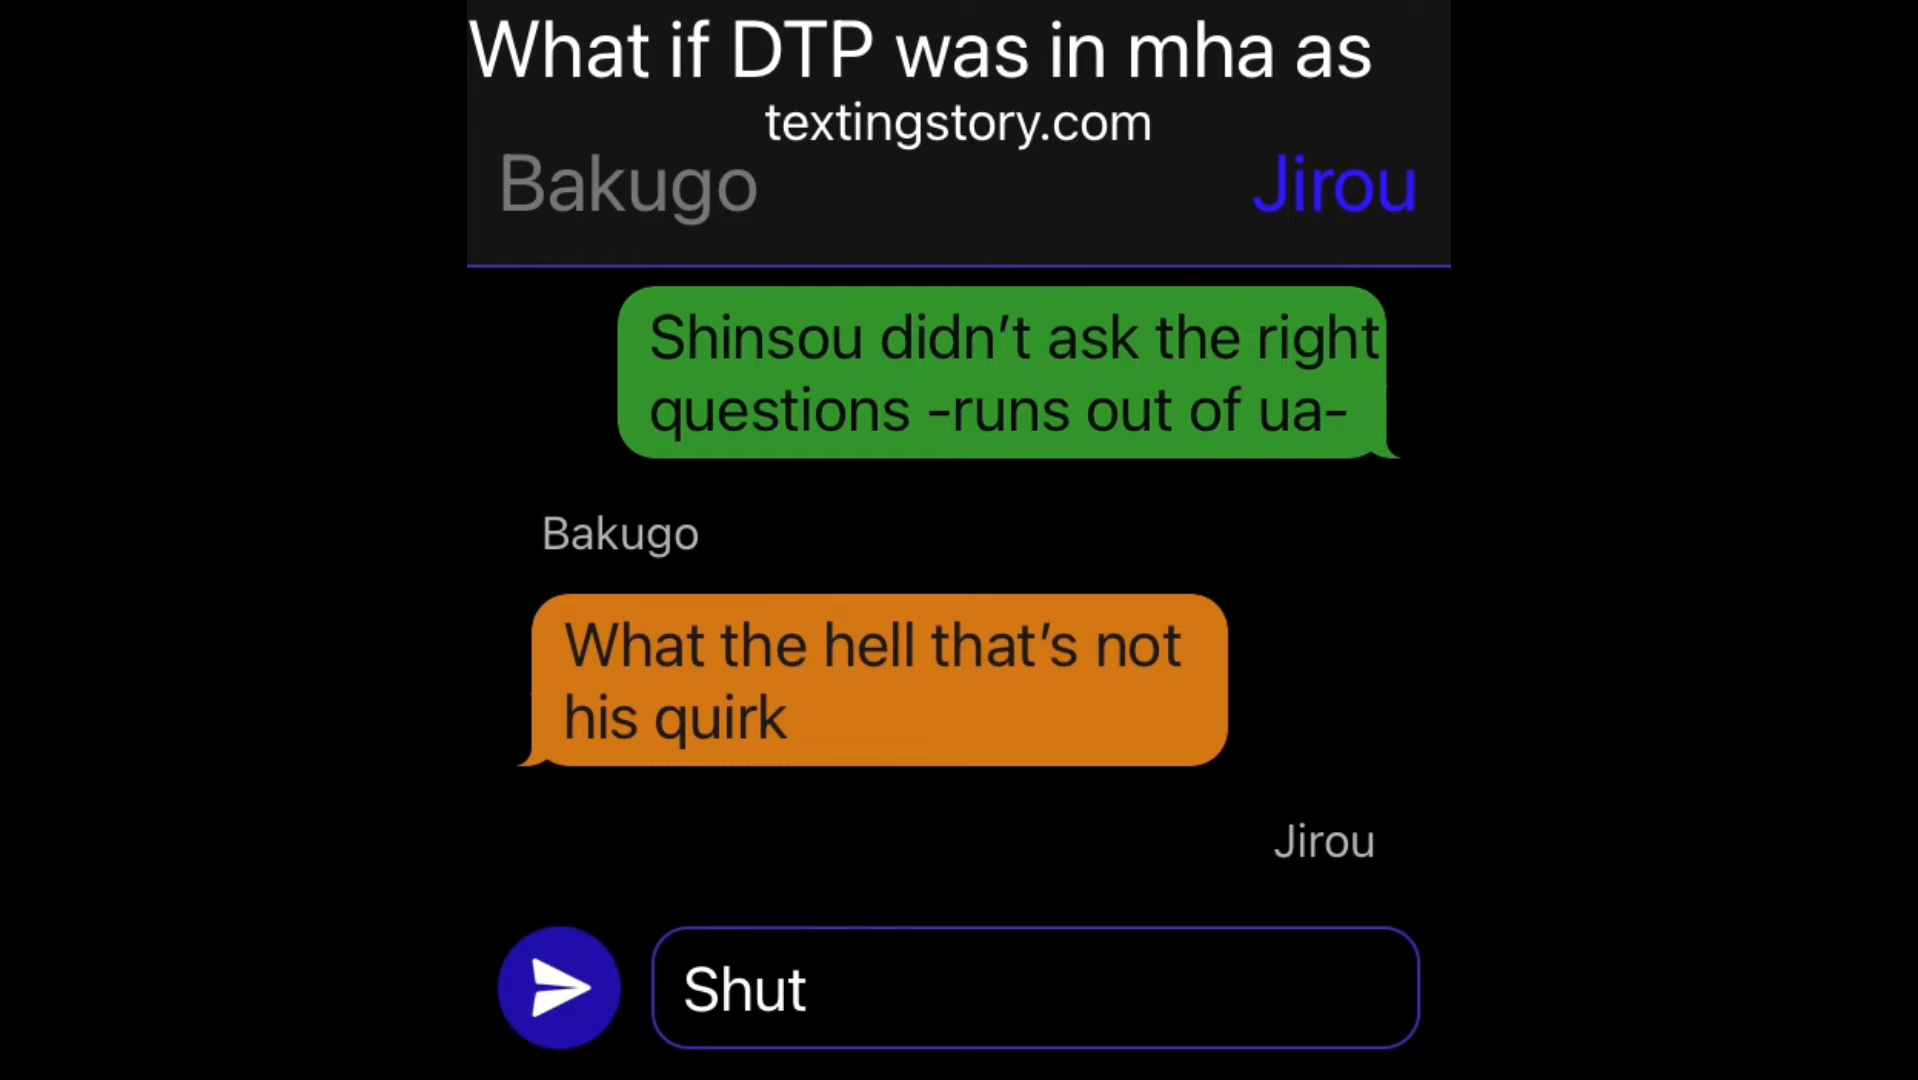 What if DTP was in mha as
textingstory.com
Bakugo
Jirou
Shinsou didn’t ask the right
questions -runs out of ua-
Bakugo
What the hell that’s not
his quirk
Jirou
Shut